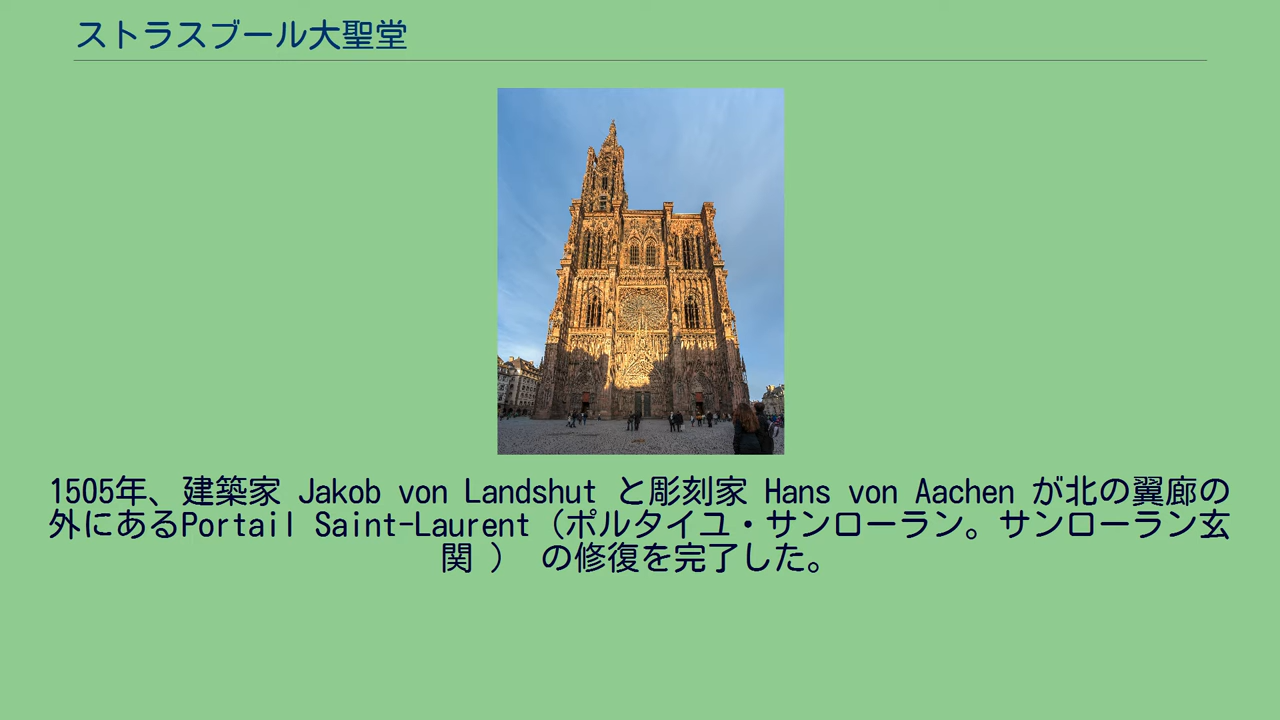 ストラスブール大聖堂
1505年、建築家 Jakob von Landshut と彫刻家 Hans von Aachen が北の翼廊の
外にあるPortail Saint-Laurent（ポルタイユ・サンローラン。サンローラン玄
関 ） の修復を完了した。